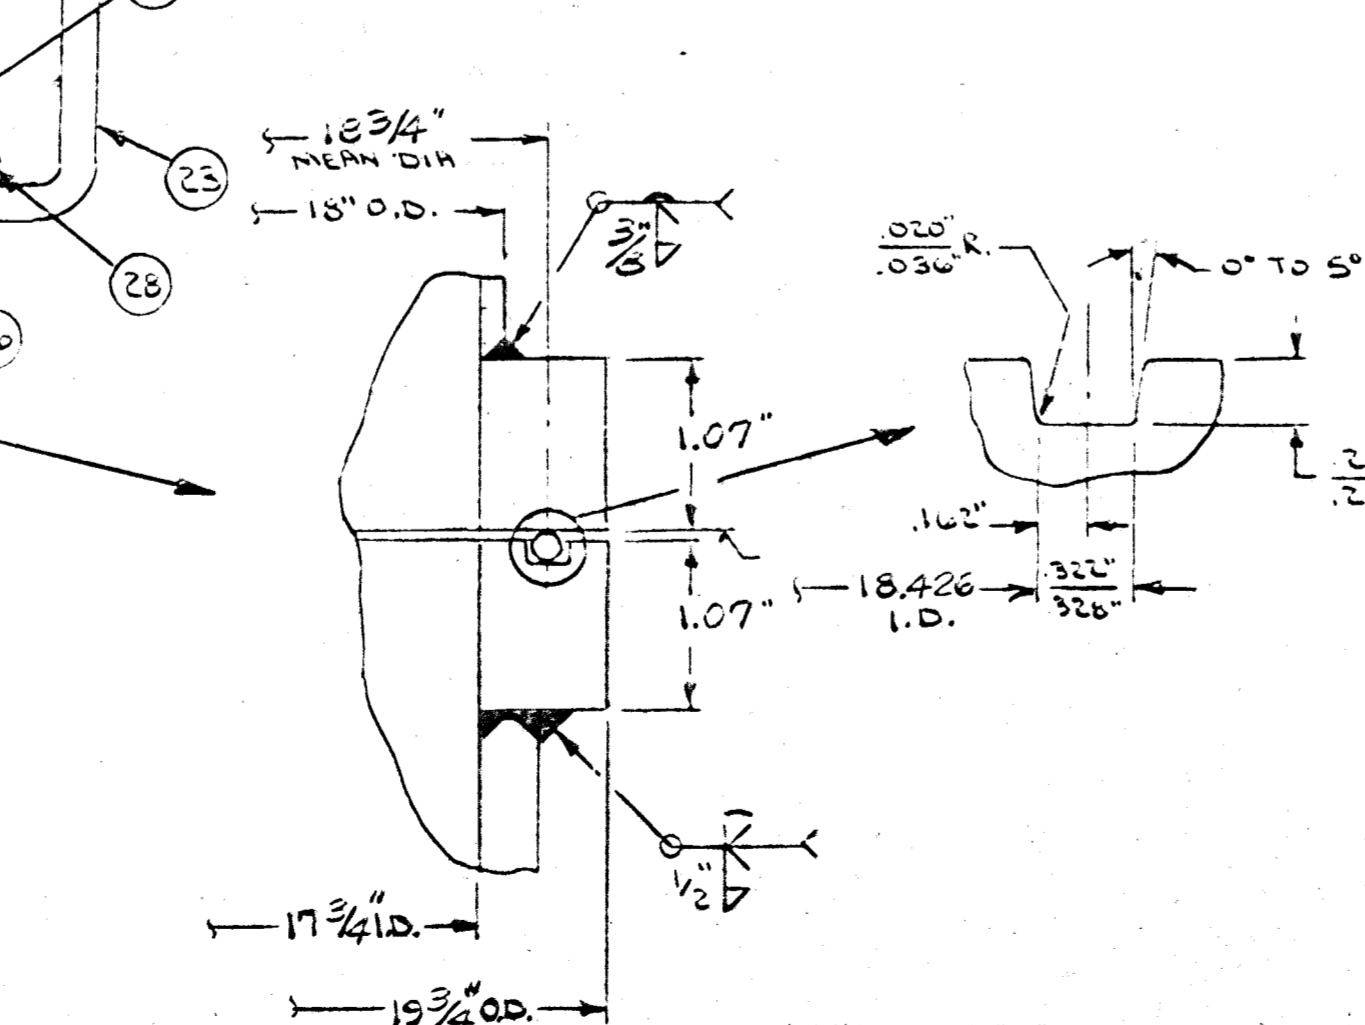 18 3/4"
MEAN DIA
23
18" O.D.
3/8"
28
.020"
.036" R.
0° TO 5°
1.07"
.162"
18.426
I.D.
.322"
.328"
1.07"
1/2"
17 3/4" I.D.
19 3/4" O.D.